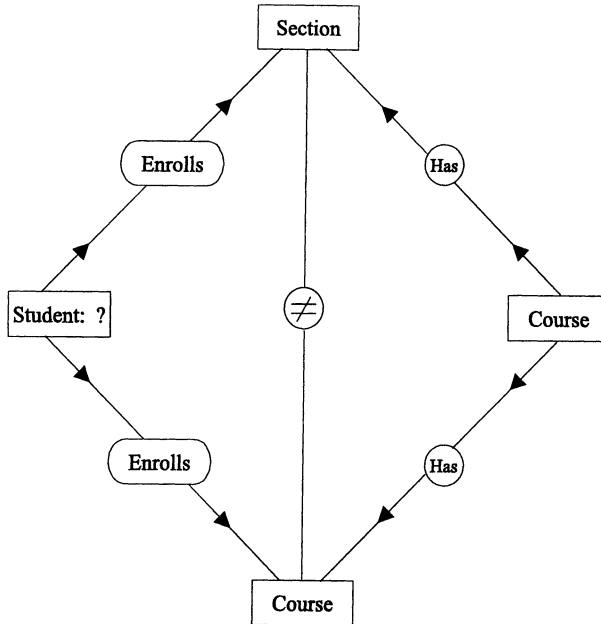 Section
Enrolls
Has
Student: ?
≠
Course
Enrolls
Has
Course